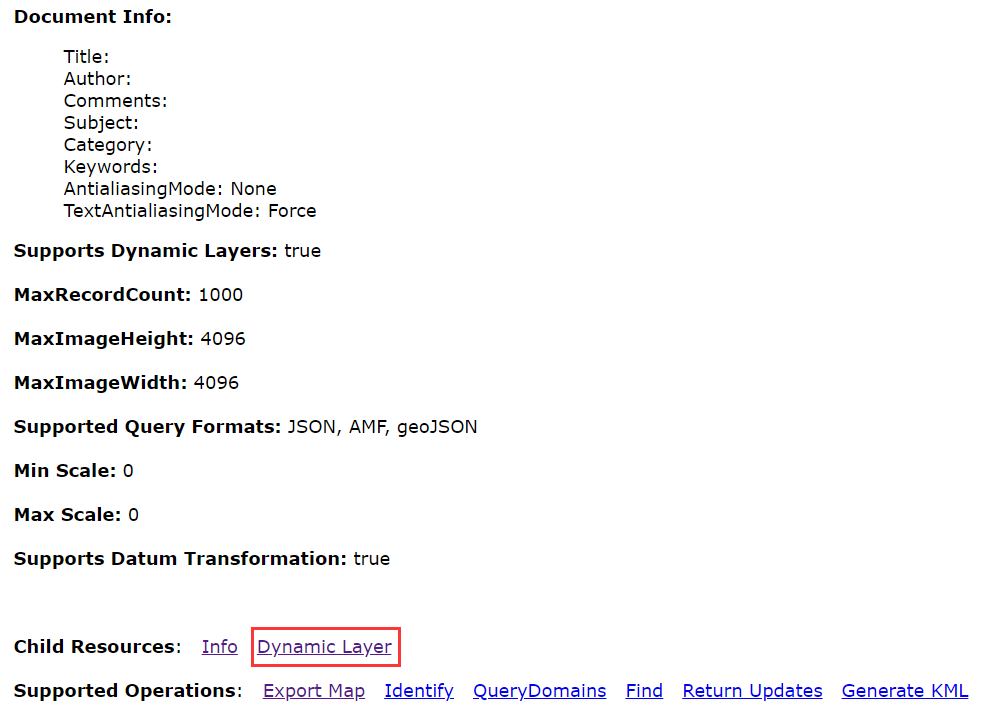 Document Info:
Title:
Author:
Comments:
Subject:
Category:
Keywords:
AntialiasingMode: None
TextAntialiasingMode: Force
Supports Dynamic Layers: true
MaxRecordCount: 1000
MaxImageHeight: 4096
MaxImageWidth: 4096
Supported Query Formats: JSON, AMF, geoJSON
Min Scale: 0
Max Scale: 0
Supports Datum Transformation: true
Child Resources: Info Dynamic Layer
Supported Operations: Export Map Identify QueryDomains Find Return Updates Generate KML